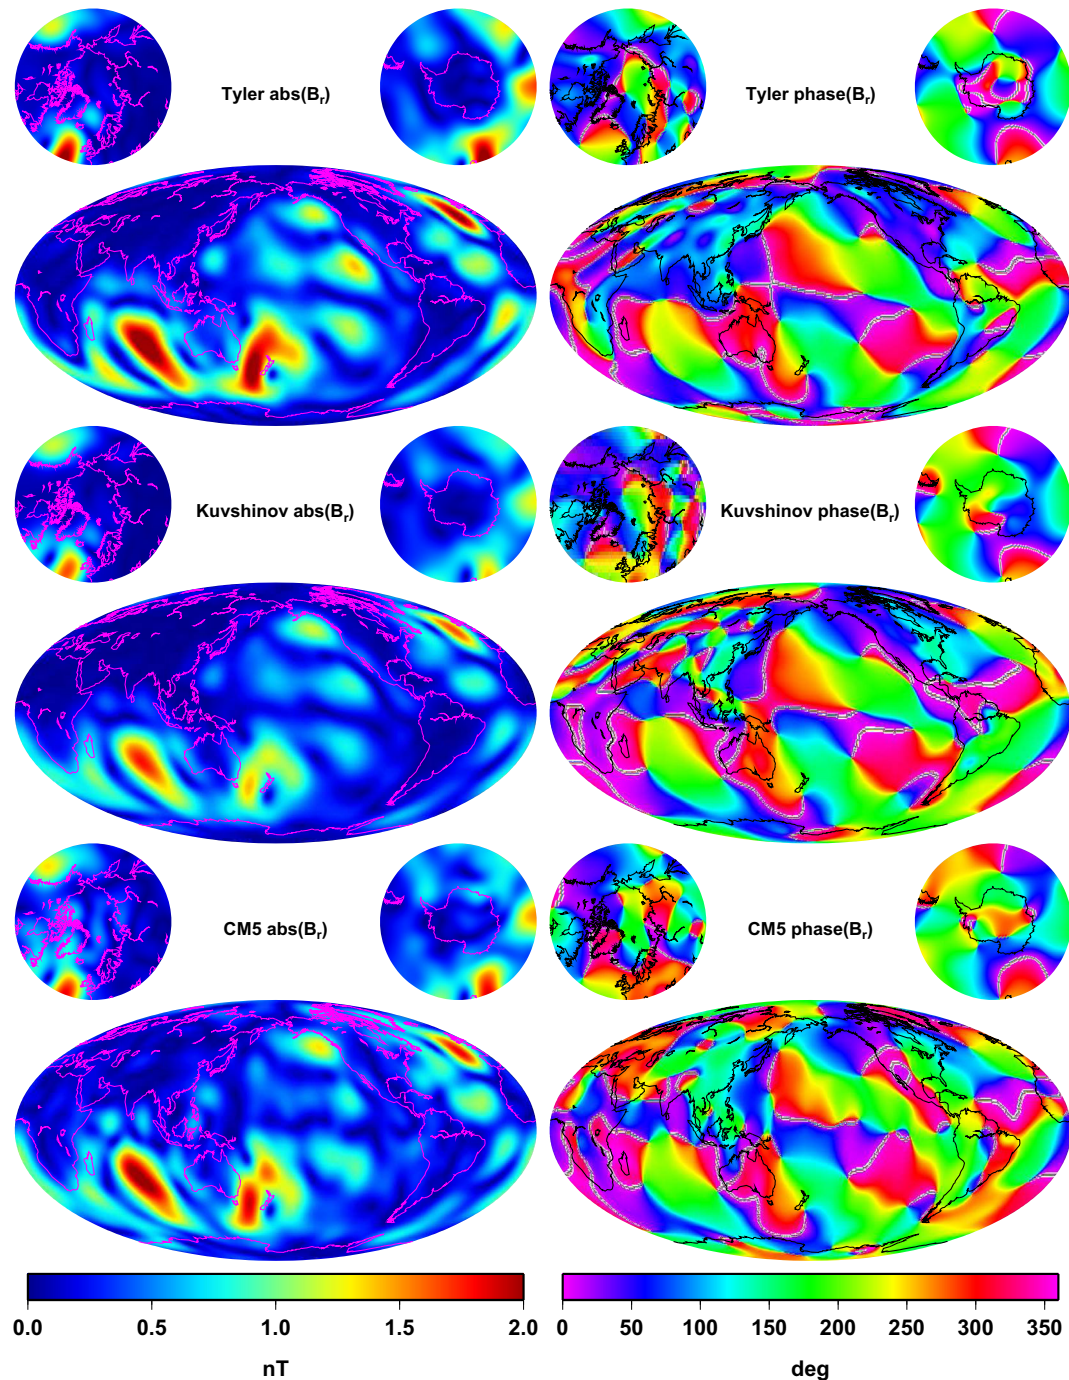 Tyler abs(Br)
Tyler phase(Br)
Kuvshinov abs(Br)
Kuvshinov phase(Br)
CM5 abs(Br)
CM5 phase(Br)
0.0 0.5 1.0 1.5 2.0
nT
0 50 100 150 200 250 300 350
deg